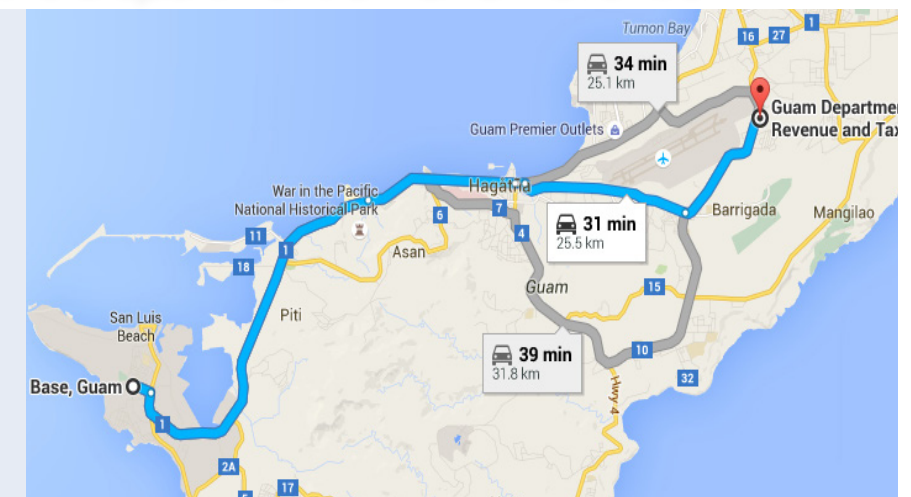 Tumon Bay
1
16
27
34 min
25.1 km
Guam Departmen
Revenue and Tax
Guam Premier Outlets
War in the Pacific
National Historical Park
Hagåtña
7
6
4
11
1
18
Asan
31 min
25.5 km
Barrigada
Mangilao
Guam
15
Piti
San Luis
Beach
39 min
31.8 km
10
32
Hwy 4
Base, Guam
1
2A
17
5